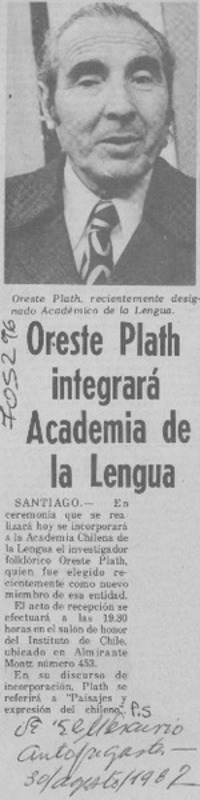 Oreste Plath, recientemente desig-
nado Académico de la Lengua.
Oreste Plath
integrará
Academia de
la Lengua
705296
SANTIAGO.— En
ceremonia que se rea-
lizará hoy se incorporará
a la Academia Chilena de
la Lengua el investigador
folklórico Oreste Plath,
quien fue elegido re-
cientemente como nuevo
miembro de esa entidad.
El acto de recepción se
efectuará a las 19.30
horas en el salón de honor
del Instituto de Chile,
ubicado en Almirante
Montt número 453.
En su discurso de
incorporación, Plath se
referirá a "Paisajes y
expresión del chileno".
P.5
"El Mercurio
Antofagasta—
30/agosto/1982